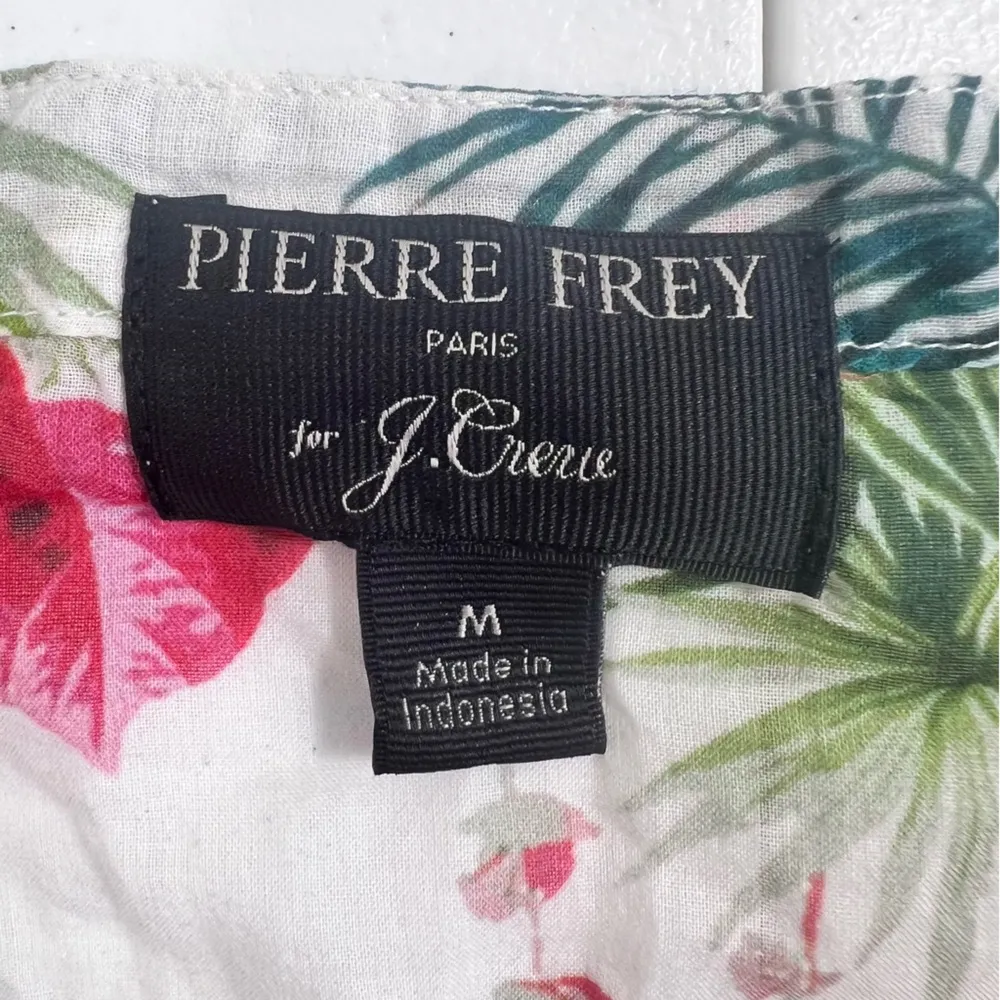 PIERRE FREY
PARIS
for J.Crew
M
Made in
Indonesia